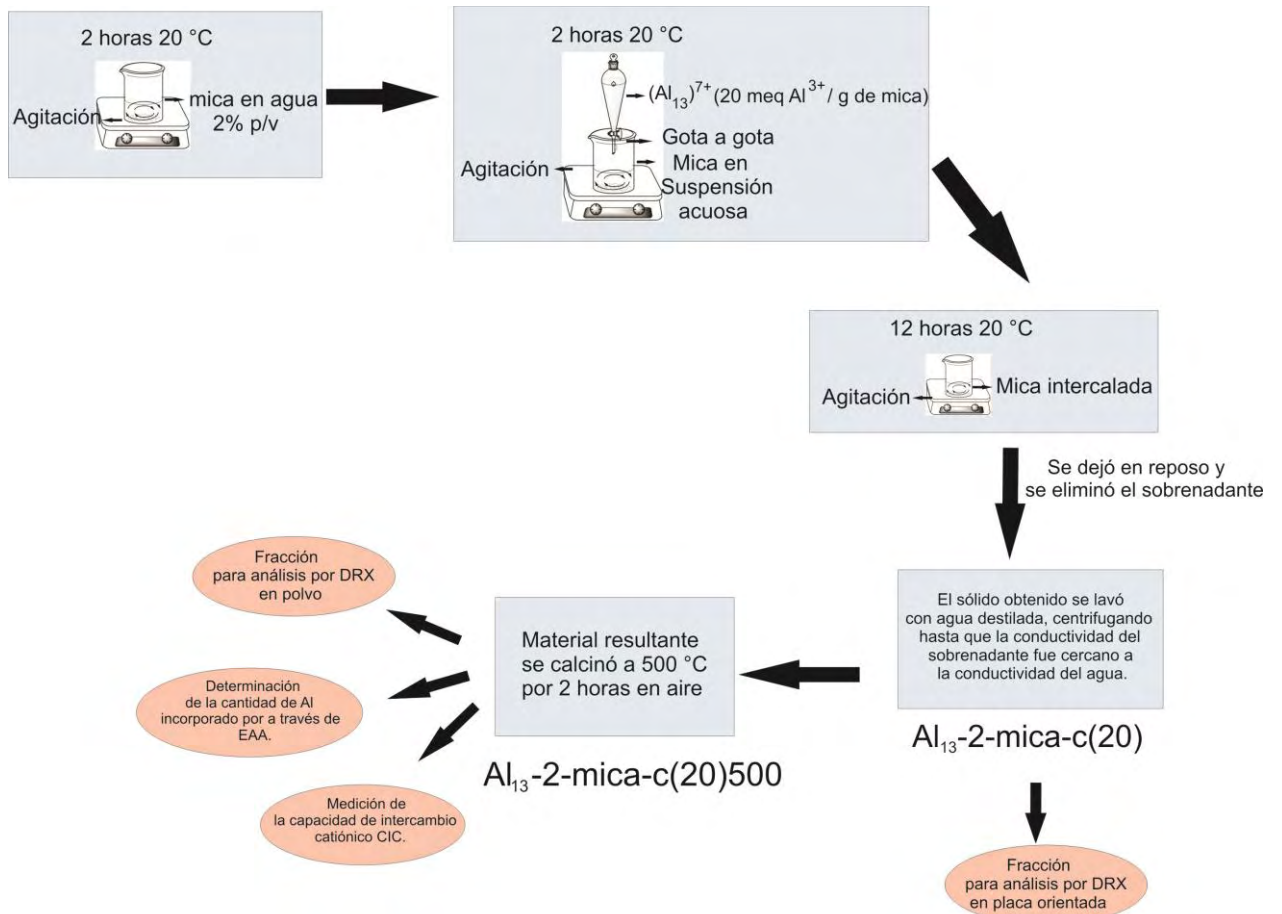 2 horas 20 °C
Agitación
mica en agua
2% p/v
2 horas 20 °C
(Al₁₃)⁷⁺ (20 meq Al³⁺/ g de mica)
Gota a gota
Agitación
Mica en
Suspensión
acuosa
12 horas 20 °C
Agitación
Mica intercalada
Se dejó en reposo y
se eliminó el sobrenadante
El sólido obtenido se lavó
con agua destilada, centrifugando
hasta que la conductividad del
sobrenadante fue cercano a
la conductividad del agua.
Al₁₃-2-mica-c(20)
Fracción
para análisis por DRX
en placa orientada
Material resultante
se calcinó a 500 °C
por 2 horas en aire
Al₁₃-2-mica-c(20)500
Fracción
para análisis por DRX
en polvo
Determinación
de la cantidad de Al
incorporado por a través de
EAA.
Medición de
la capacidad de intercambio
catiónico CIC.